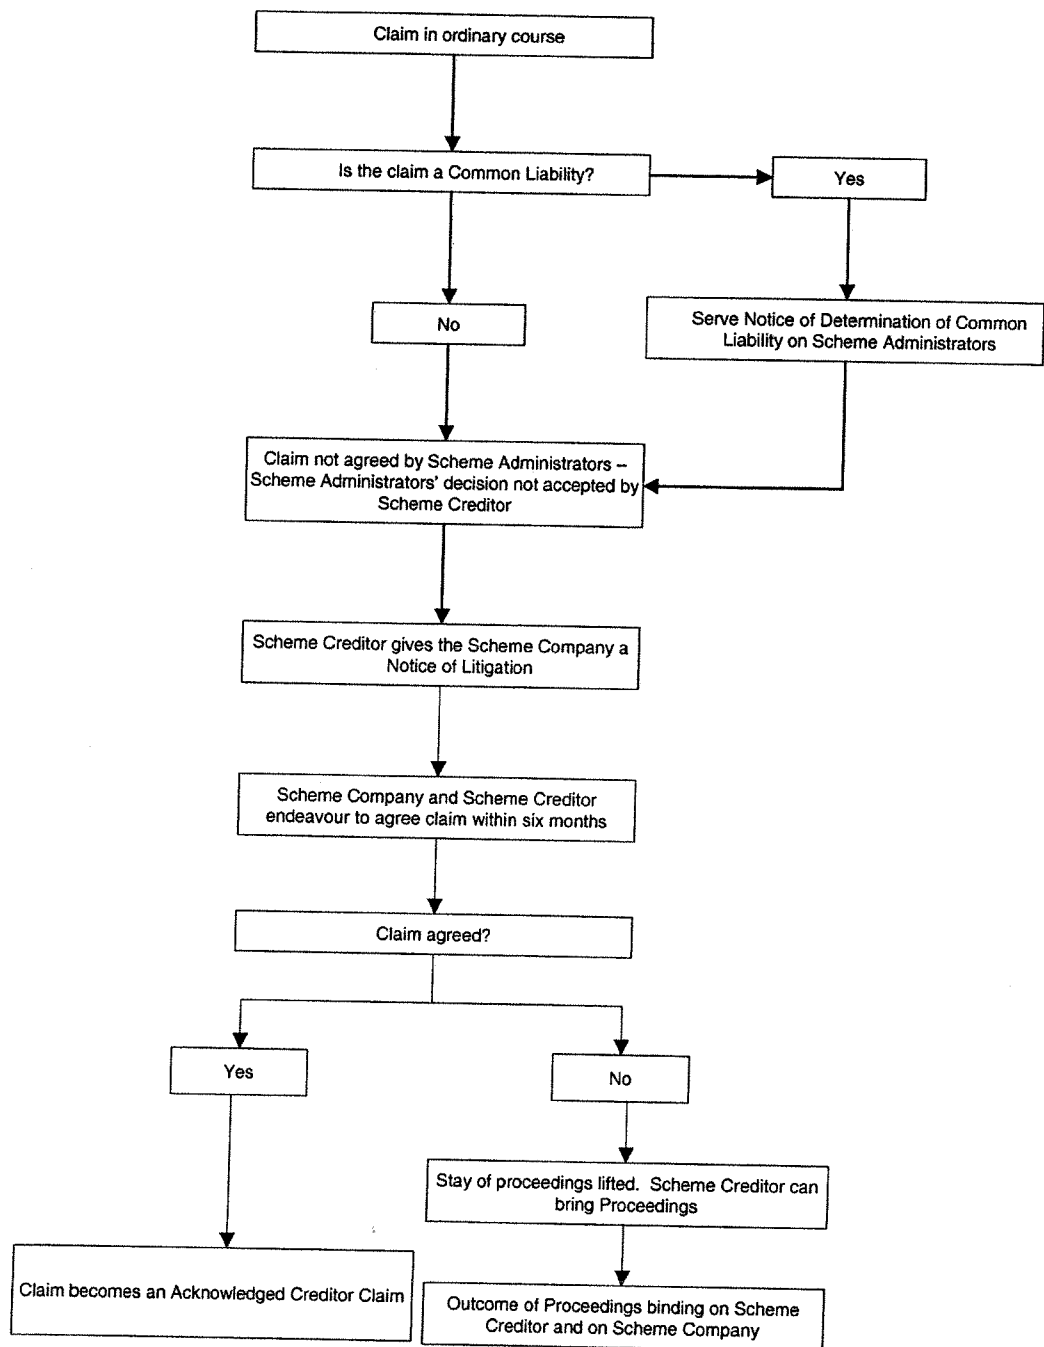 Claim in ordinary course
Is the claim a Common Liability?
Yes
No
Serve Notice of Determination of Common
Liability on Scheme Administrators
Claim not agreed by Scheme Administrators –
Scheme Administrators' decision not accepted by
Scheme Creditor
Scheme Creditor gives the Scheme Company a
Notice of Litigation
Scheme Company and Scheme Creditor
endeavour to agree claim within six months
Claim agreed?
Yes
No
Stay of proceedings lifted. Scheme Creditor can
bring Proceedings
Claim becomes an Acknowledged Creditor Claim
Outcome of Proceedings binding on Scheme
Creditor and on Scheme Company